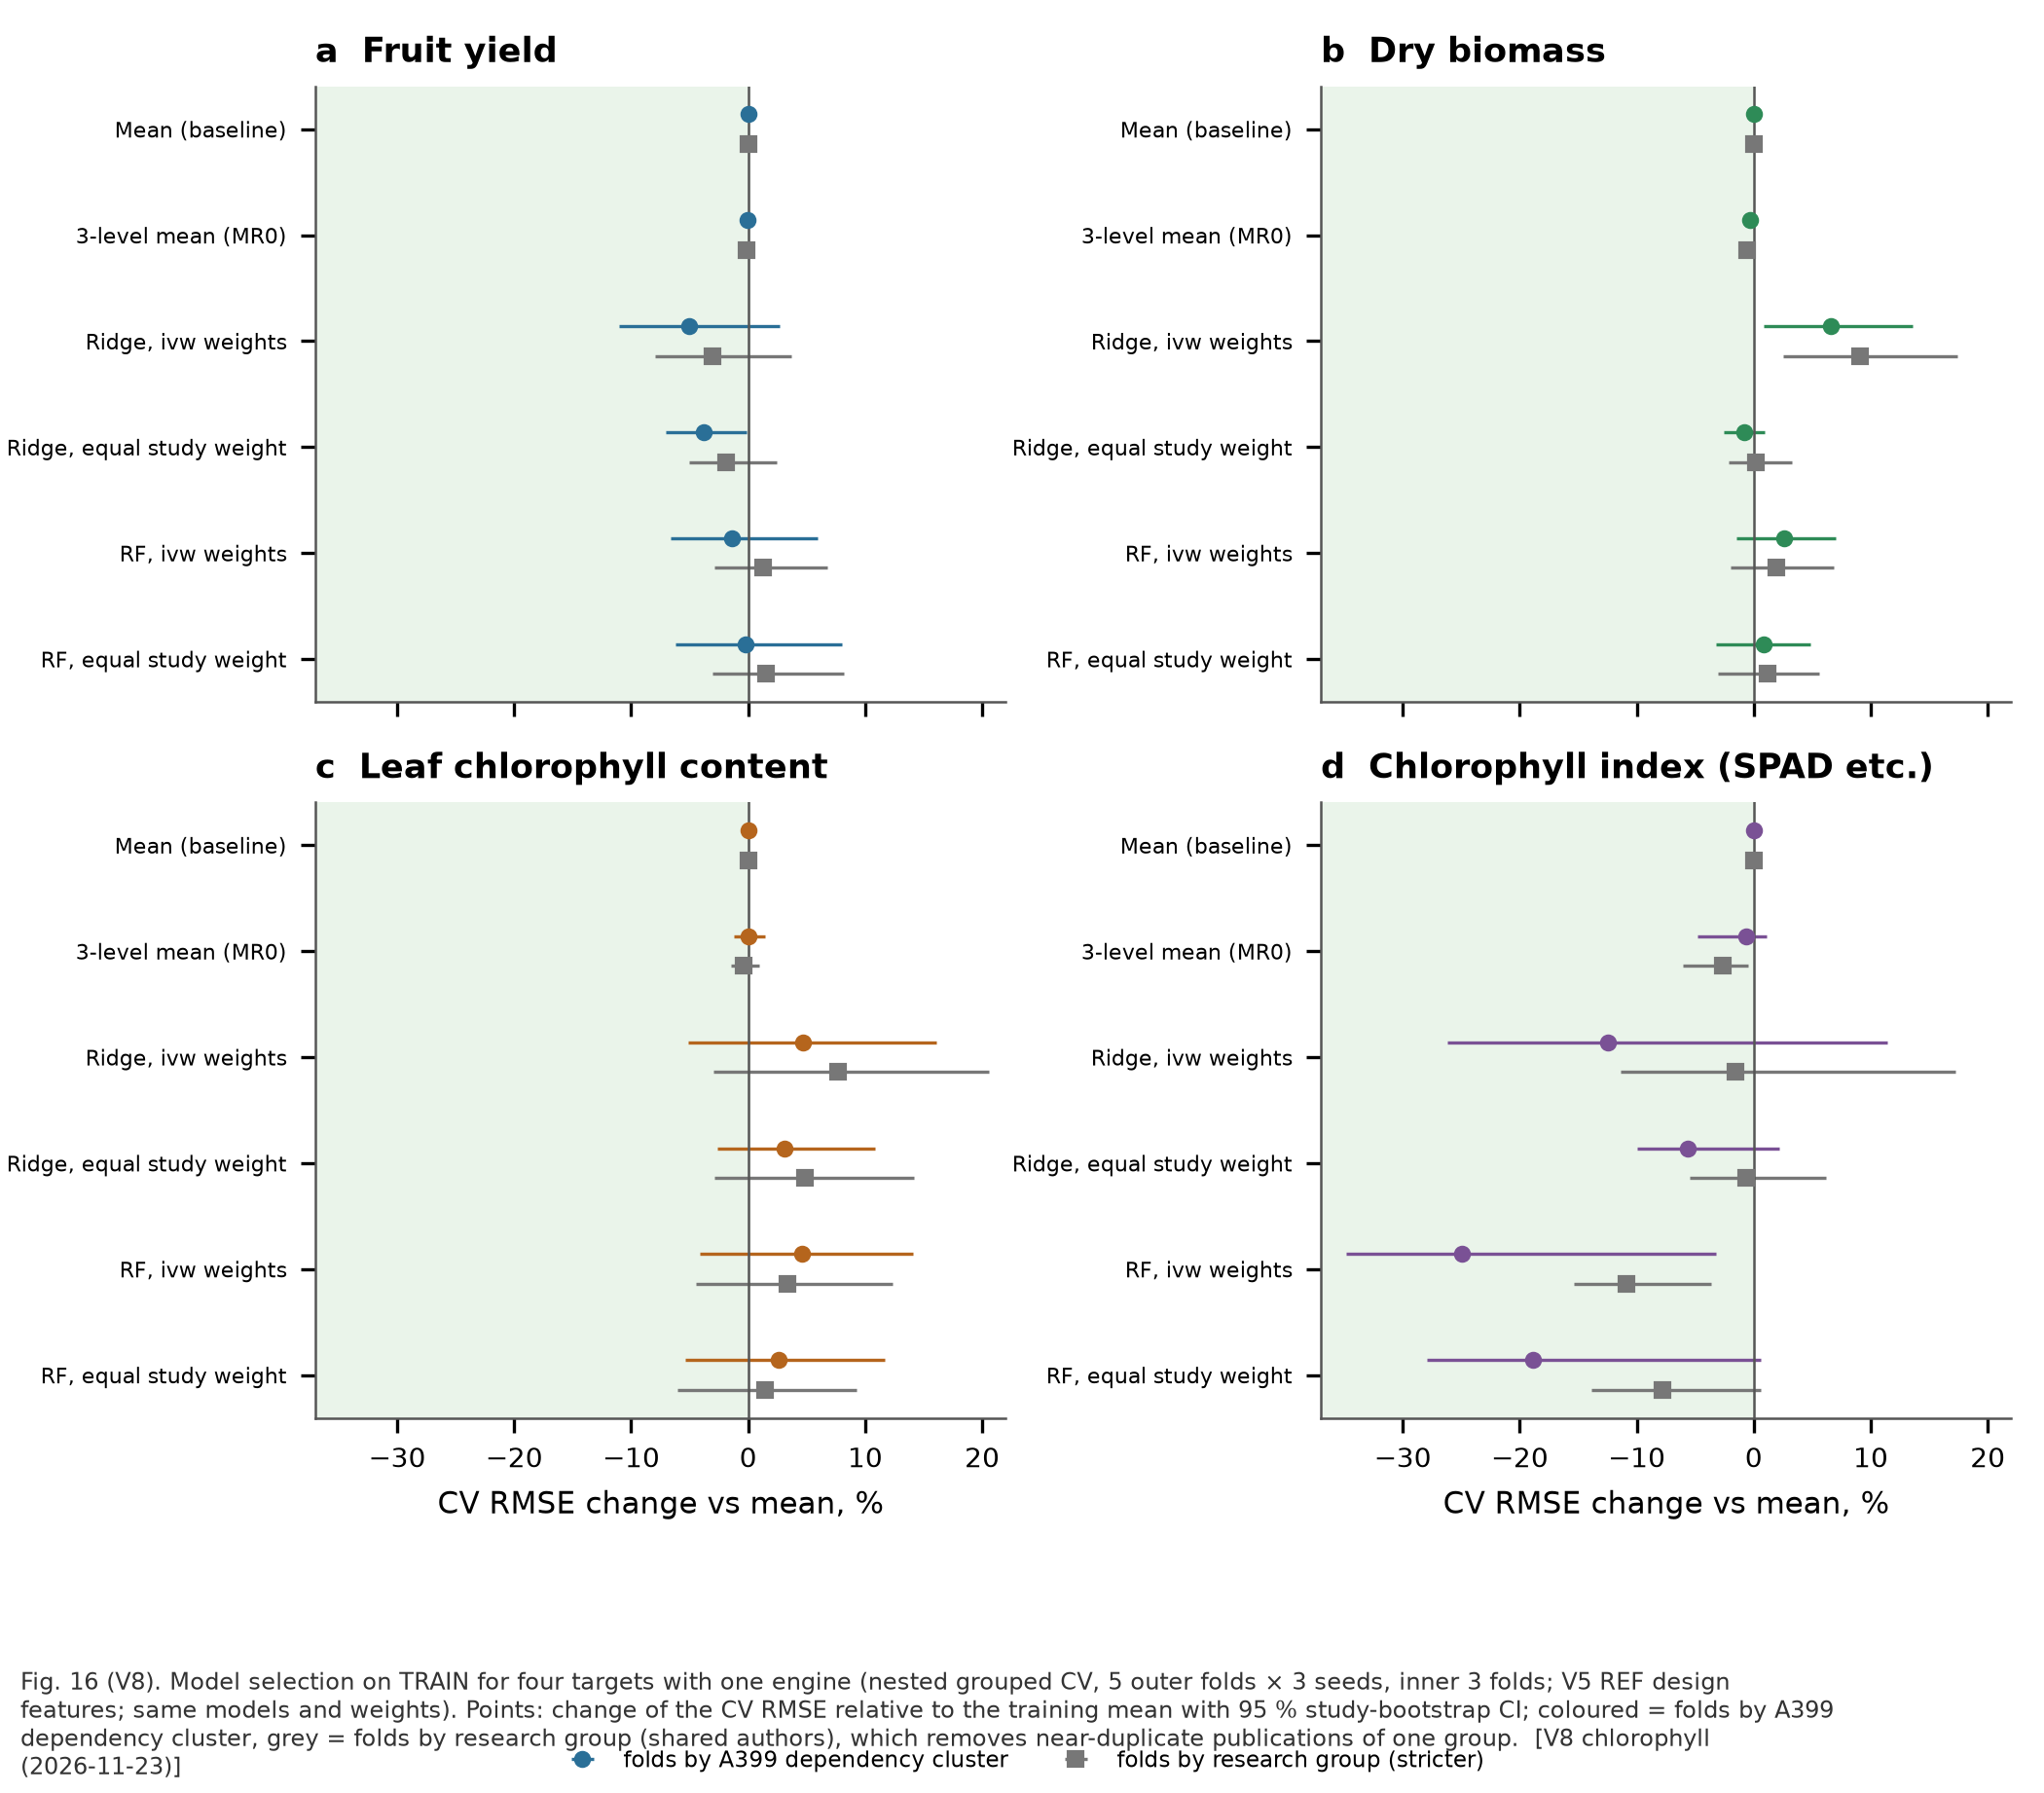 a Fruit yield
Mean (baseline)
3-level mean (MR0)
Ridge, ivw weights
Ridge, equal study weight
RF, ivw weights
RF, equal study weight
b Dry biomass
Mean (baseline)
3-level mean (MR0)
Ridge, ivw weights
Ridge, equal study weight
RF, ivw weights
RF, equal study weight
c Leaf chlorophyll content
Mean (baseline)
3-level mean (MR0)
Ridge, ivw weights
Ridge, equal study weight
RF, ivw weights
RF, equal study weight
−30 −20 −10 0 10 20
CV RMSE change vs mean, %
d Chlorophyll index (SPAD etc.)
Mean (baseline)
3-level mean (MR0)
Ridge, ivw weights
Ridge, equal study weight
RF, ivw weights
RF, equal study weight
−30 −20 −10 0 10 20
CV RMSE change vs mean, %
Fig. 16 (V8). Model selection on TRAIN for four targets with one engine (nested grouped CV, 5 outer folds × 3 seeds, inner 3 folds; V5 REF design
features; same models and weights). Points: change of the CV RMSE relative to the training mean with 95 % study-bootstrap CI; coloured = folds by A399
dependency cluster, grey = folds by research group (shared authors), which removes near-duplicate publications of one group. [V8 chlorophyll
(2026-11-23)]
folds by A399 dependency cluster
folds by research group (stricter)